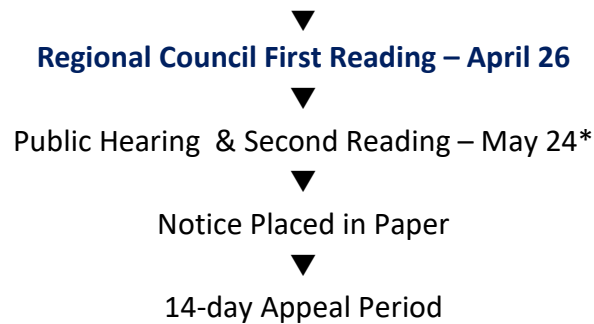 Regional Council First Reading – April 26
Public Hearing & Second Reading – May 24*
Notice Placed in Paper
14-day Appeal Period